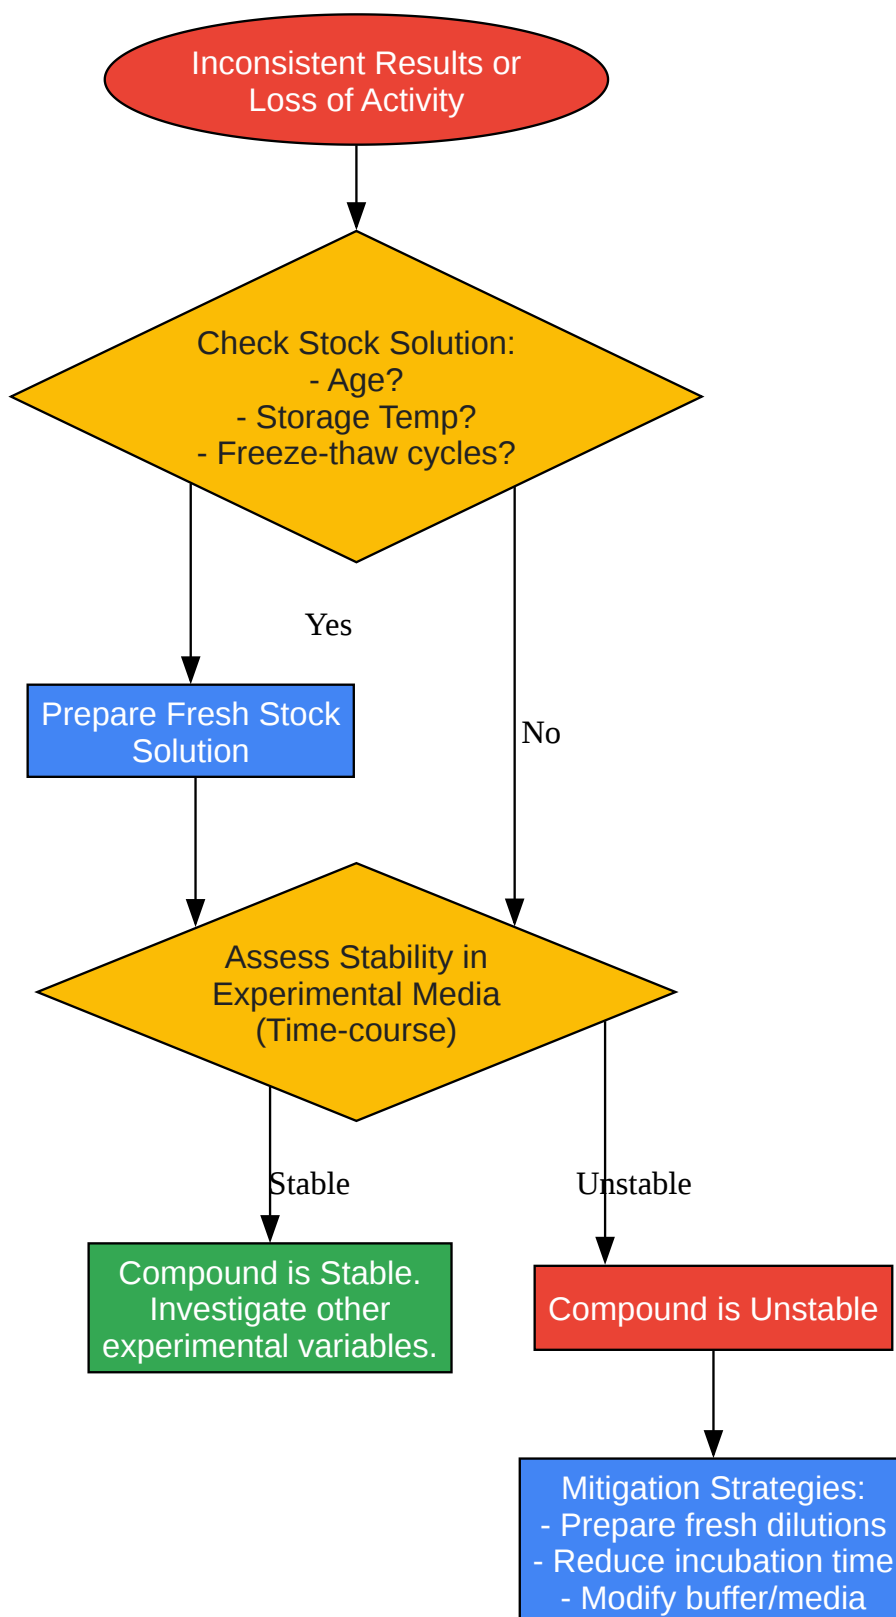 Inconsistent Results or
Loss of Activity
Check Stock Solution:
- Age?
- Storage Temp?
- Freeze-thaw cycles?
Yes
Prepare Fresh Stock
Solution
No
Assess Stability in
Experimental Media
(Time-course)
Stable
Unstable
Compound is Stable.
Investigate other
experimental variables.
Compound is Unstable
Mitigation Strategies:
- Prepare fresh dilutions
- Reduce incubation time
- Modify buffer/media